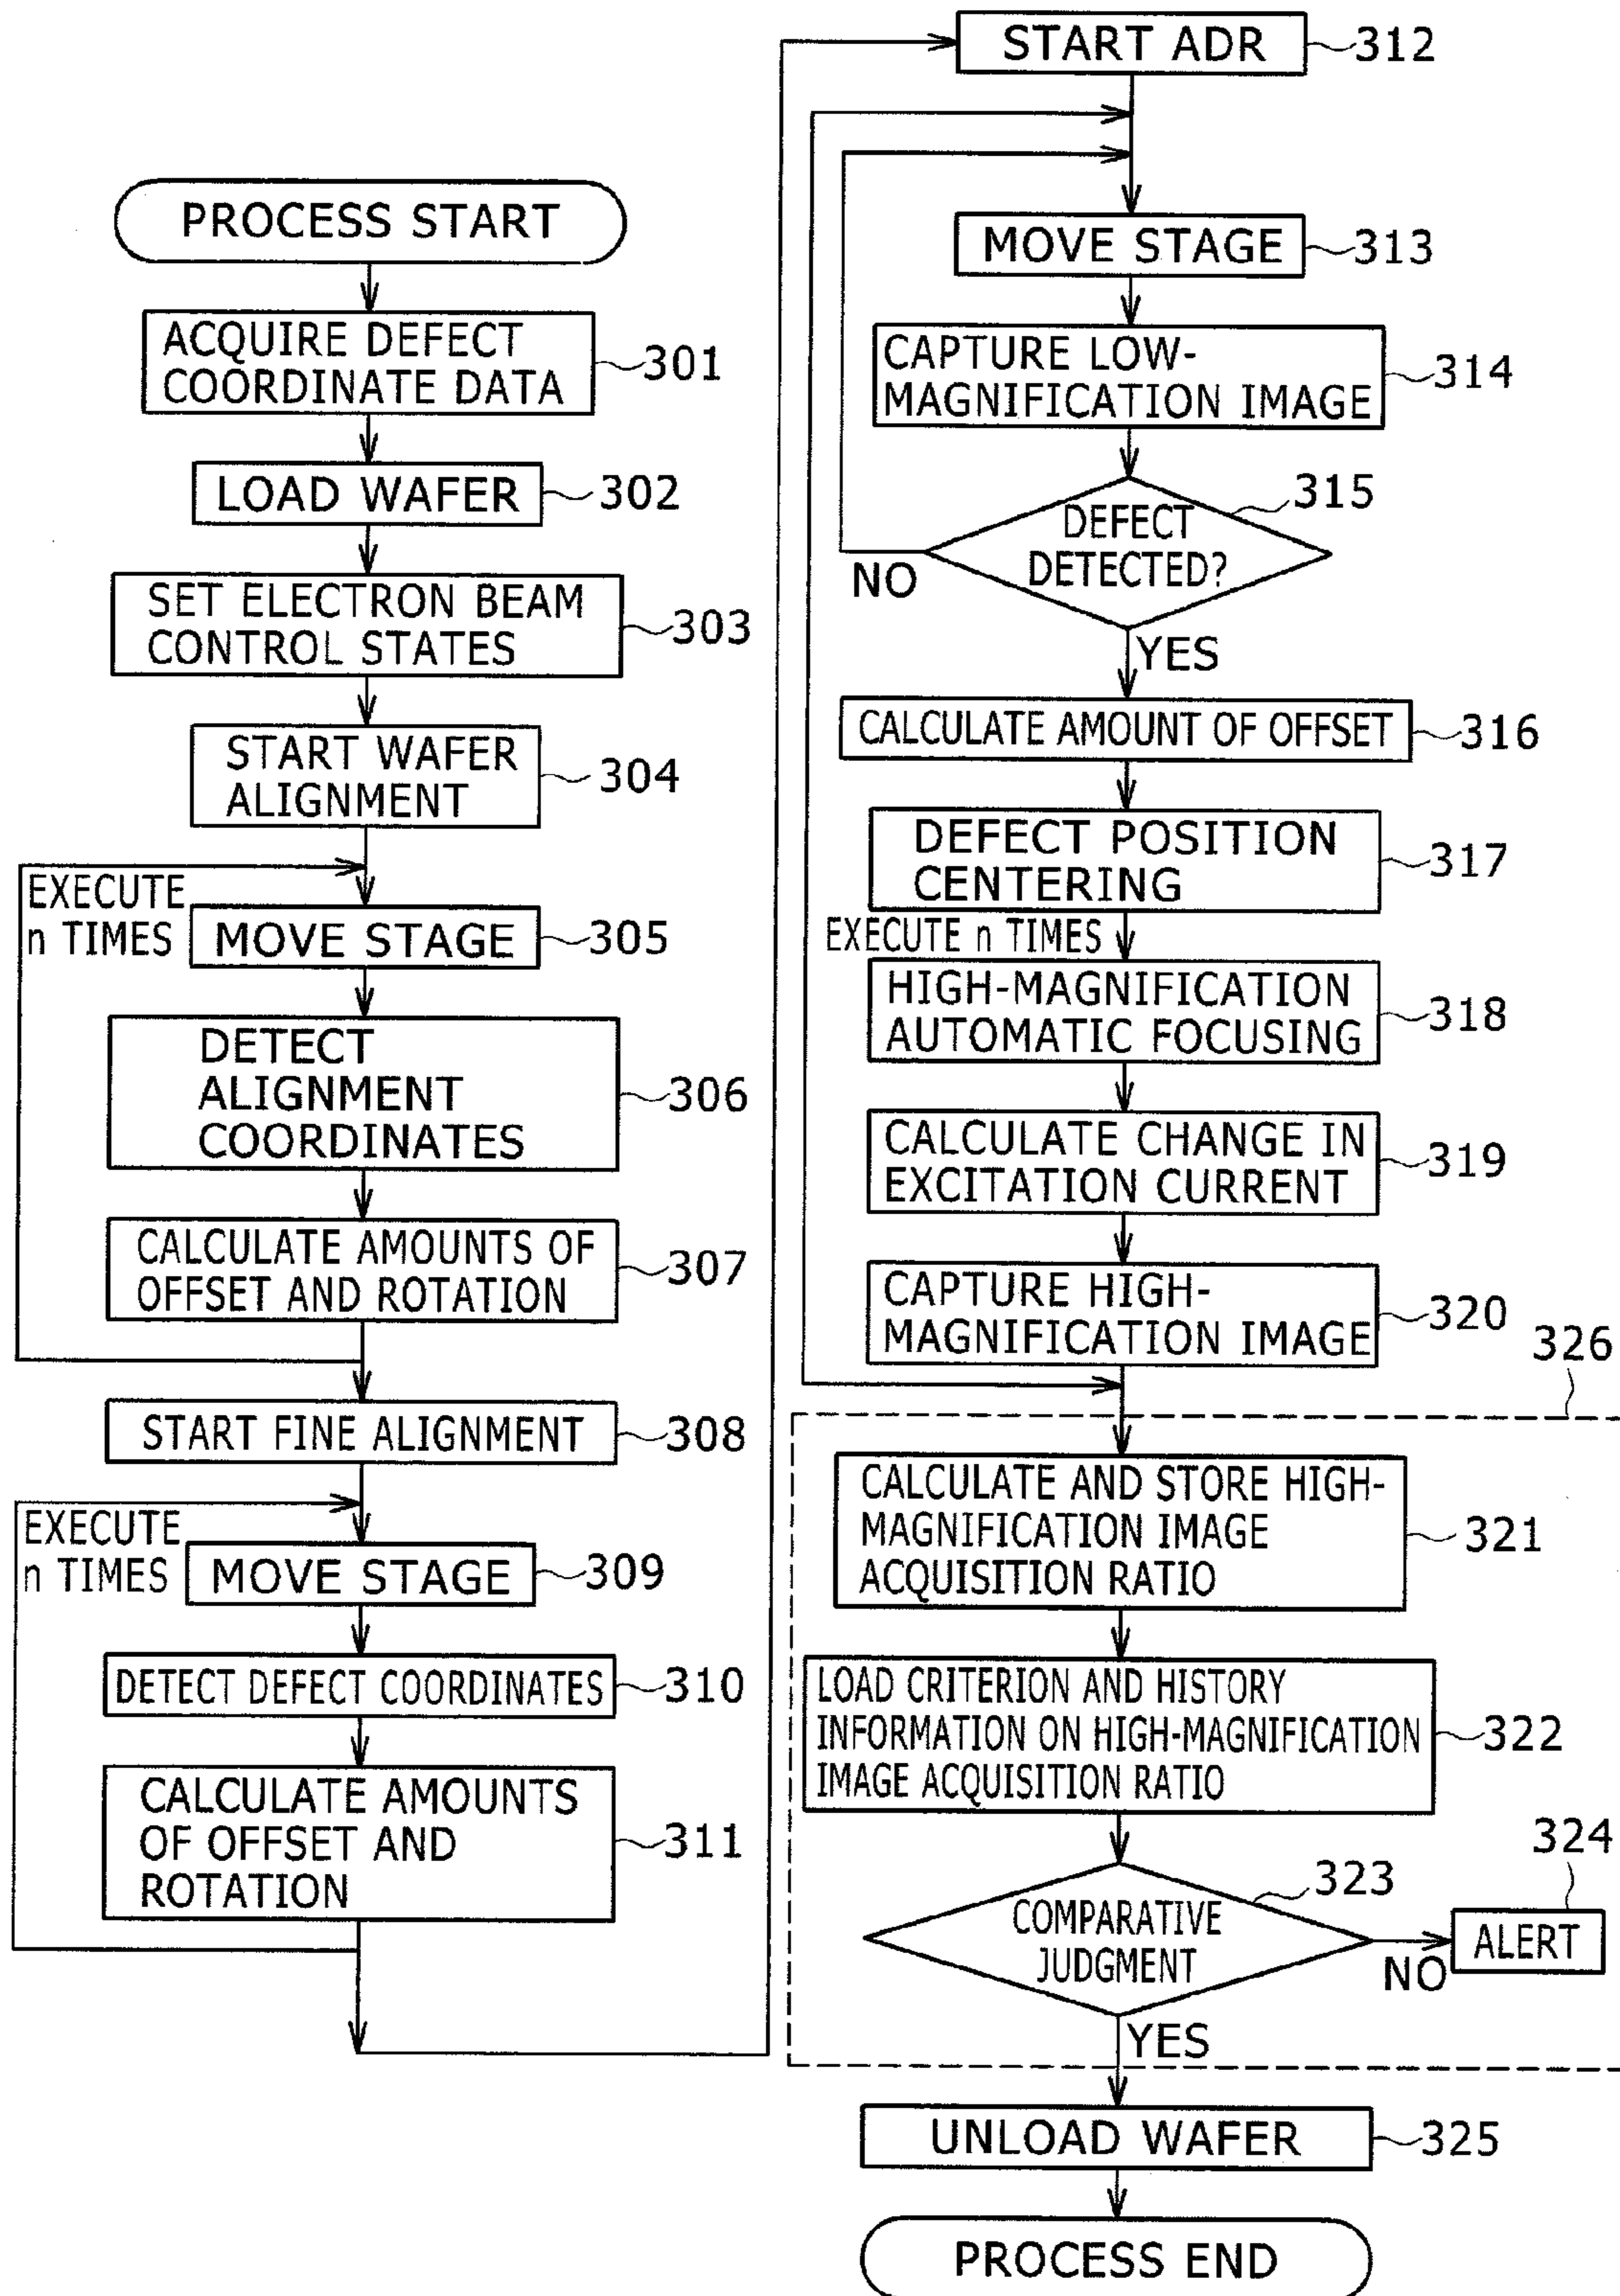 PROCESS START
ACQUIRE DEFECT
COORDINATE DATA
301
LOAD WAFER
302
SET ELECTRON BEAM
CONTROL STATES
303
START WAFER
ALIGNMENT
304
EXECUTE
n TIMES
MOVE STAGE
305
DETECT
ALIGNMENT
COORDINATES
306
CALCULATE AMOUNTS OF
OFFSET AND ROTATION
307
START FINE ALIGNMENT
308
EXECUTE
n TIMES
MOVE STAGE
309
DETECT DEFECT COORDINATES
310
CALCULATE AMOUNTS
OF OFFSET AND
ROTATION
311
START ADR
312
MOVE STAGE
313
CAPTURE LOW-
MAGNIFICATION IMAGE
314
DEFECT
DETECTED?
315
NO
YES
CALCULATE AMOUNT OF OFFSET
316
DEFECT POSITION
CENTERING
317
EXECUTE n TIMES
HIGH-MAGNIFICATION
AUTOMATIC FOCUSING
318
CALCULATE CHANGE IN
EXCITATION CURRENT
319
CAPTURE HIGH-
MAGNIFICATION IMAGE
320
326
CALCULATE AND STORE HIGH-
MAGNIFICATION IMAGE
ACQUISITION RATIO
321
LOAD CRITERION AND HISTORY
INFORMATION ON HIGH-MAGNIFICATION
IMAGE ACQUISITION RATIO
322
COMPARATIVE
JUDGMENT
323
NO
ALERT
324
YES
UNLOAD WAFER
325
PROCESS END